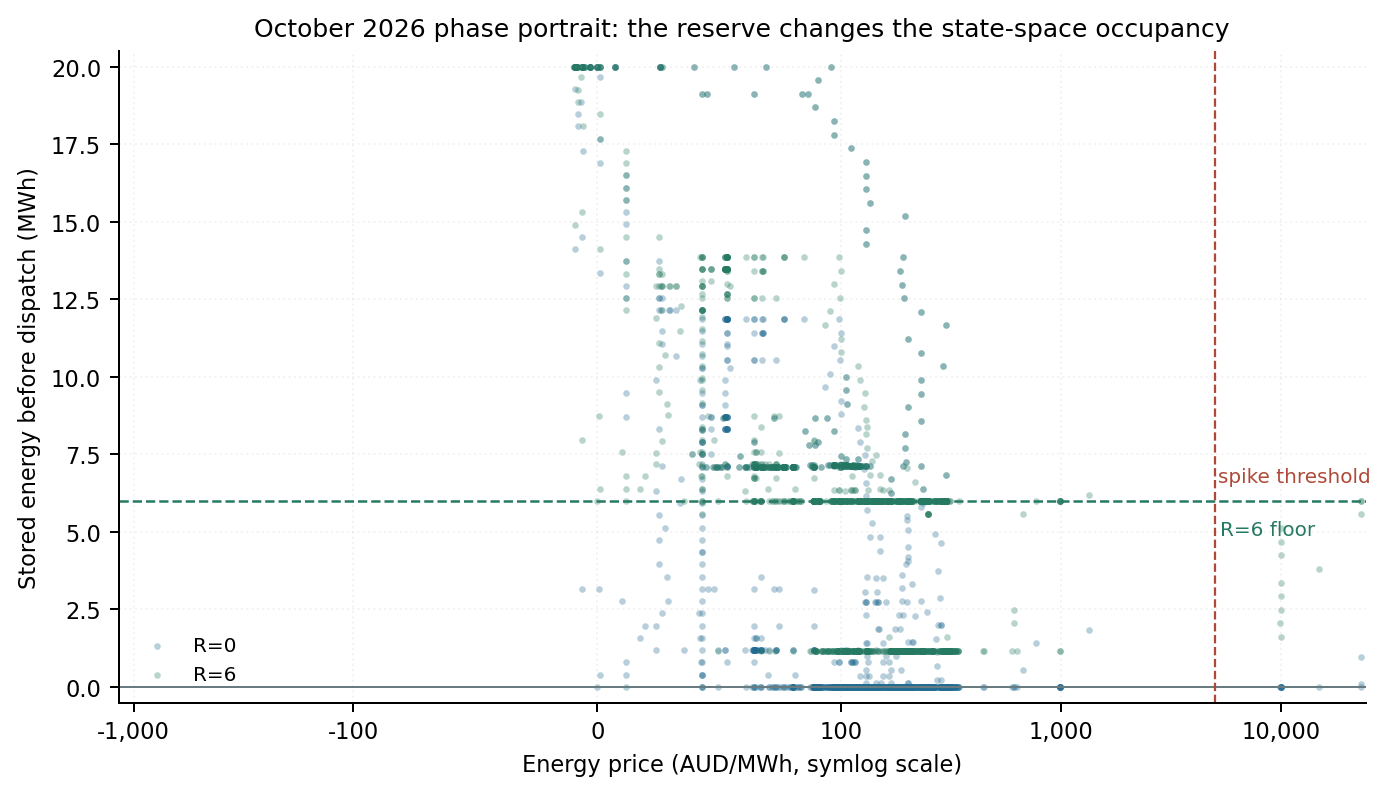 October 2026 phase portrait: the reserve changes the state-space occupancy
Stored energy before dispatch (MWh)
20.0
17.5
15.0
12.5
10.0
7.5
5.0
2.5
0.0
spike threshold
R=6 floor
R=0
R=6
-1,000
-100
0
100
1,000
10,000
Energy price (AUD/MWh, symlog scale)